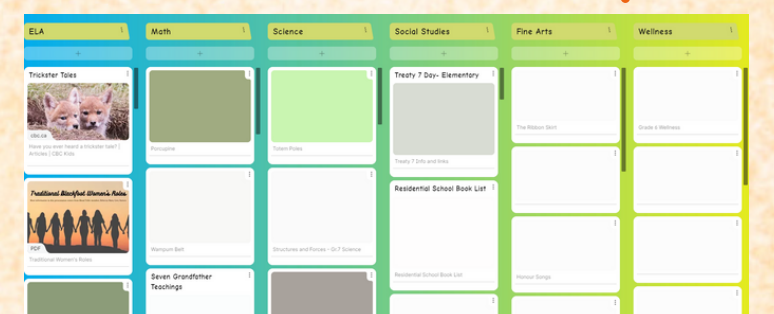 ELA
Math
Science
Social Studies
Fine Arts
Wellness
Trickster Tales
cbc.ca
Have you ever heard a trickster tale? |
Articles | CBC Kids
Traditional Blackfoot Women's Roles
PDF
Traditional Women's Roles
Porcupine
Wampum Belt
Seven Grandfather
Teachings
Totem Poles
Structures and Forces - Gr.7 Science
Treaty 7 Day- Elementary
Treaty 7 Info and links
Residential School Book List
Residential School Book List
The Ribbon Skirt
Honour Songs
Grade 6 Wellness